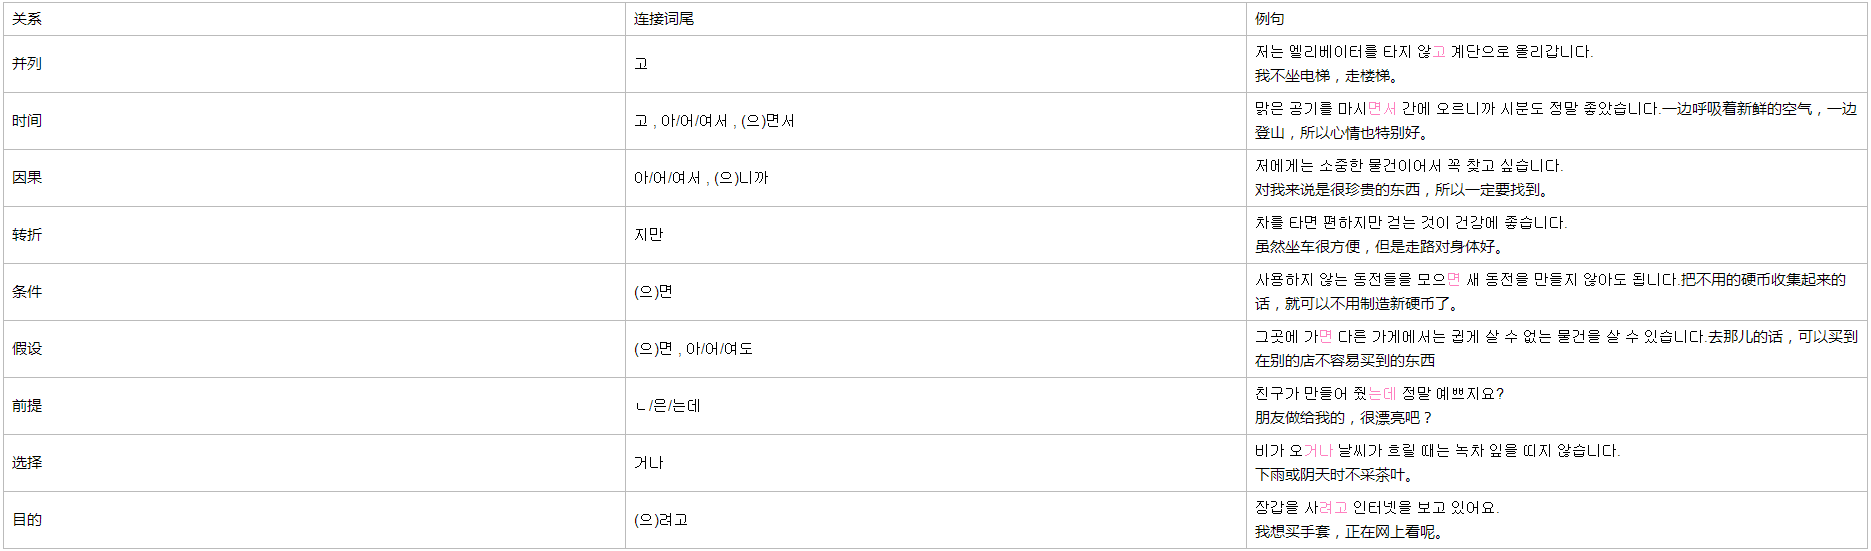 关系 连接词尾 例句
并列 고 저는 엘리베이터를 타지 않고 계단으로 올리갑니다.
我不坐电梯，走楼梯。
时间 고 , 아/어/여서 , (으)면서 맑은 공기를 마시면서 간에 오르니까 시분도 정말 좋았습니다.一边呼吸着新鲜的空气，一边
登山，所以心情也特别好。
因果 아/어/여서 , (으)니까 저에게는 소중한 물건이어서 꼭 찾고 싶습니다.
对我来说是很珍贵的东西，所以一定要找到。
转折 지만 차를 타면 편하지만 걷는 것이 건강에 좋습니다.
虽然坐车很方便，但是走路对身体好。
条件 (으)면 사용하지 않는 동전들을 모으면 새 동전을 만들지 않아도 됩니다.把不用的硬币收集起来的
话，就可以不用制造新硬币了。
假设 (으)면 , 아/어/여도 그곳에 가면 다른 가게에서는 쉽게 살 수 없는 물건을 살 수 있습니다.去那儿的话，可以买到
在别的店不容易买到的东西
前提 ㄴ/은/는데 친구가 만들어 줬는데 정말 예쁘지요?
朋友做给我的，很漂亮吧？
选择 거나 비가 오거나 날씨가 흐릴 때는 녹차 잎을 띠지 않습니다.
下雨或阴天时不采茶叶。
目的 (으)려고 장갑을 사려고 인터넷을 보고 있어요.
我想买手套，正在网上看呢。